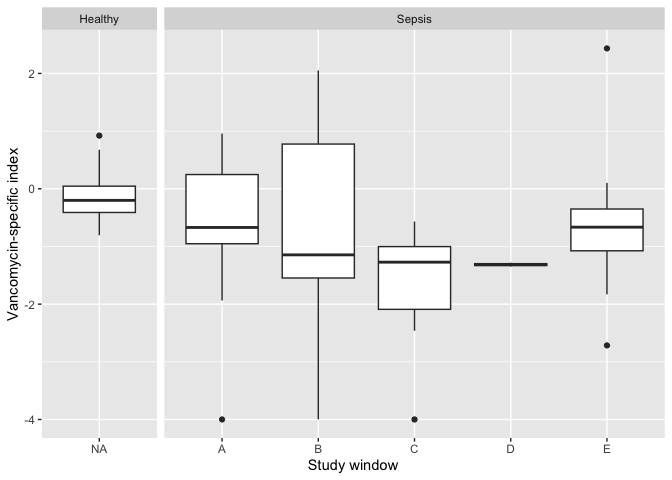 Healthy
Sepsis
Vancomycin-specific index
2
0
-2
-4
NA
A
B
C
D
E
Study window